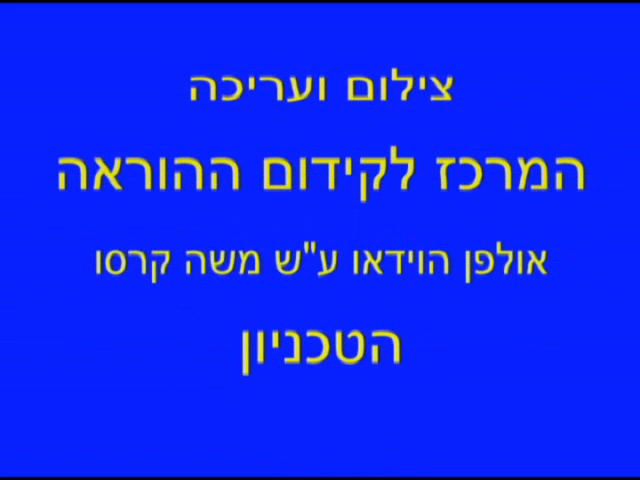 צילום ועריכה
המרכז לקידום ההוראה
אולפן הוידאו ע"ש משה קרסו
הטכניון